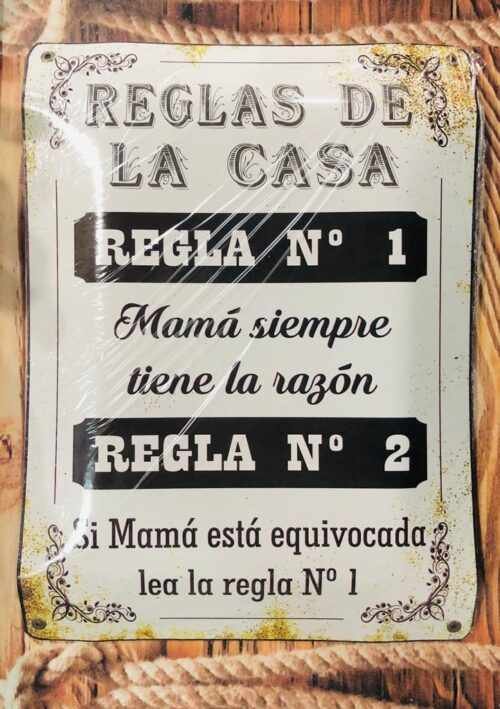 REGLAS DE
LA CASA
REGLA Nº 1
Mamá siempre
tiene la razón
REGLA Nº 2
Si Mamá está equivocada
lea la regla Nº 1